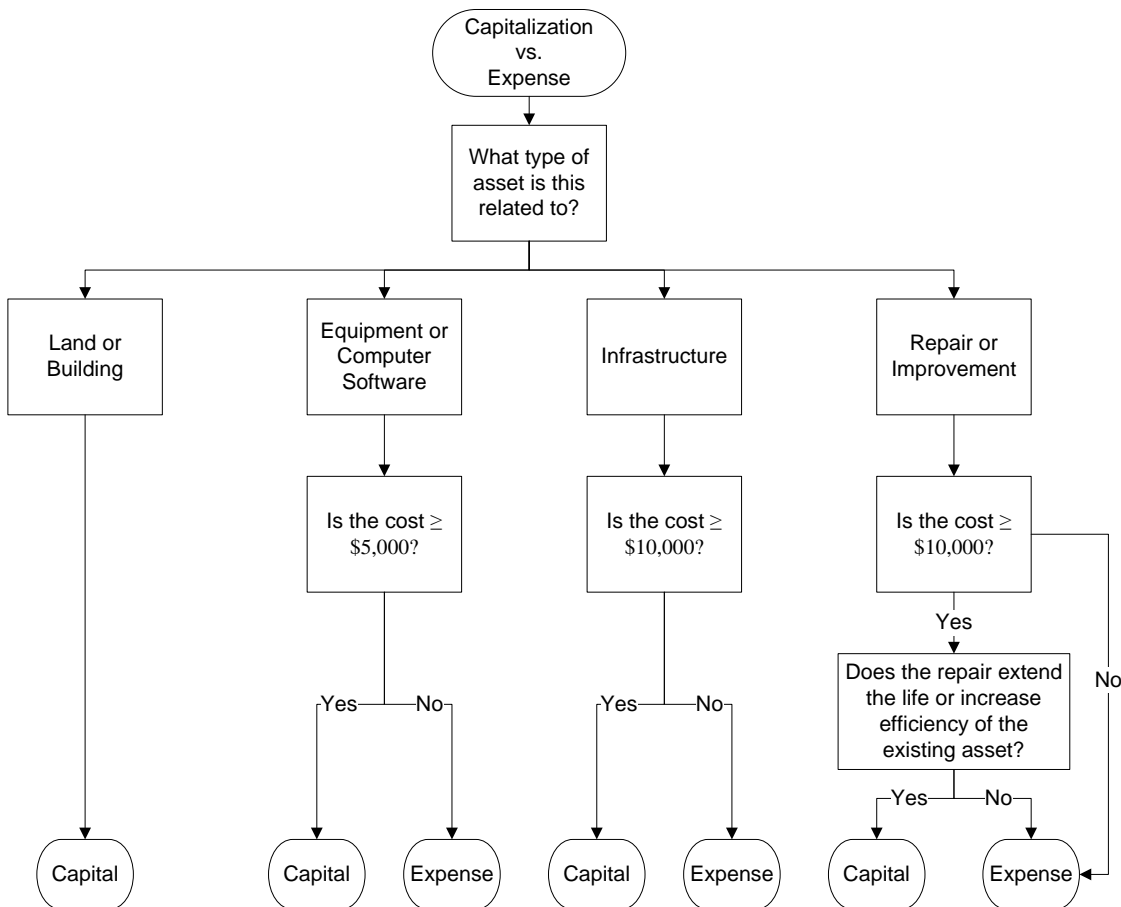 Capitalization
vs.
Expense
What type of
asset is this
related to?
Land or
Building
Equipment or
Computer
Software
Infrastructure
Repair or
Improvement
Is the cost ≥
$5,000?
Is the cost ≥
$10,000?
Is the cost ≥
$10,000?
Yes
Does the repair extend
the life or increase
efficiency of the
existing asset?
No
Yes
No
Yes
No
Yes
No
Capital
Capital
Expense
Capital
Expense
Capital
Expense